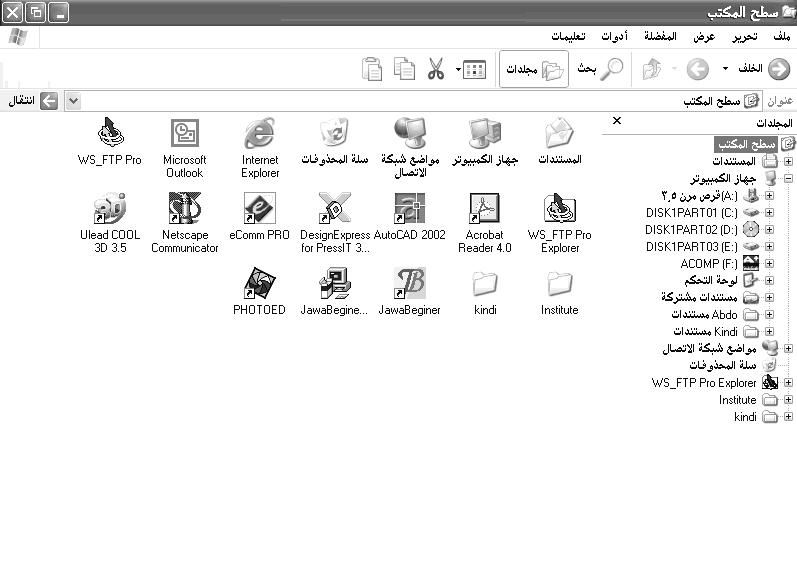 سطح المكتب
ملف تحرير عرض المفضلة أدوات تعليمات
الخلف بحث مجلدات
عنوان سطح المكتب انتقال
المجلدات
سطح المكتب
المستندات
جهاز الكمبيوتر
قرص مرن ٣,٥ (A:)
DISK1PART01 (C:)
DISK1PART02 (D:)
DISK1PART03 (E:)
ACOMP (F:)
لوحة التحكم
مستندات مشتركة
مستندات Abdo
مستندات Kindi
مواضع شبكة الاتصال
سلة المحذوفات
WS_FTP Pro Explorer
Institute
kindi
المستندات
جهاز الكمبيوتر
مواضع شبكة
الاتصال
سلة المحذوفات
Internet
Explorer
Microsoft
Outlook
WS_FTP Pro
WS_FTP Pro
Explorer
Acrobat
Reader 4.0
AutoCAD 2002
DesignExpress
for PressIT 3...
eComm PRO
Netscape
Communicator
Ulead COOL
3D 3.5
Institute
kindi
JawaBeginer
JawaBegine...
PHOTOED